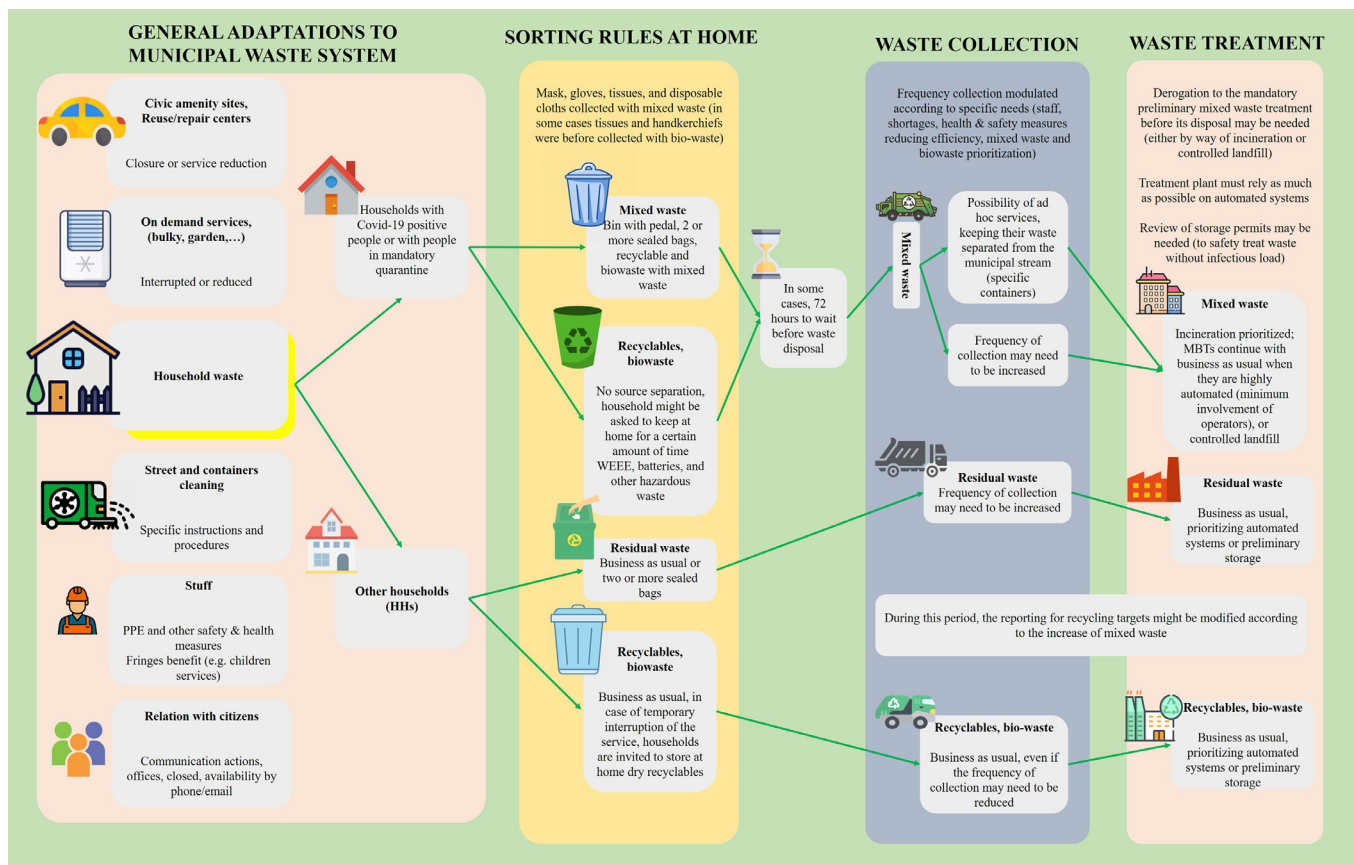 GENERAL ADAPTATIONS TO
MUNICIPAL WASTE SYSTEM
Civic amenity sites,
Reuse/repair centers
Closure or service reduction
On demand services,
(bulky, garden,…)
Interrupted or reduced
Household waste
Street and containers
cleaning
Specific instructions and
procedures
Stuff
PPE and other safety & health
measures
Fringes benefit (e.g. children
services)
Relation with citizens
Communication actions,
offices, closed, availability by
phone/email
Households with
Covid-19 positive
people or with people
in mandatory
quarantine
Other households
(HHs)
SORTING RULES AT HOME
Mask, gloves, tissues, and disposable
cloths collected with mixed waste (in
some cases tissues and handkerchiefs
were before collected with bio-waste)
Mixed waste
Bin with pedal, 2 or
more sealed bags,
recyclable and
biowaste with mixed
waste
Recyclables,
biowaste
No source separation,
household might be
asked to keep at
home for a certain
amount of time
WEEE, batteries, and
other hazardous
waste
Residual waste
Business as usual or
two or more sealed
bags
Recyclables,
biowaste
Business as usual, in
case of temporary
interruption of the
service, households
are invited to store at
home dry recyclables
In some
cases, 72
hours to wait
before waste
disposal
WASTE COLLECTION
Frequency collection modulated
according to specific needs (staff,
shortages, health & safety measures
reducing efficiency, mixed waste and
biowaste prioritization)
Mixed waste
Possibility of ad
hoc services,
keeping their waste
separated from the
municipal stream
(specific
containers)
Frequency of
collection may need
to be increased
Residual waste
Frequency of collection
may need to be increased
During this period, the reporting for recycling targets might be modified according
to the increase of mixed waste
Recyclables, bio-waste
Business as usual, even if
the frequency of
collection may need to be
reduced
WASTE TREATMENT
Derogation to the mandatory
preliminary mixed waste treatment
before its disposal may be needed
(either by way of incineration or
controlled landfill)
Treatment plant must rely as much
as possible on automated systems
Review of storage permits may be
needed (to safety treat waste
without infectious load)
Mixed waste
Incineration prioritized;
MBTs continue with
business as usual when
they are highly
automated (minimum
involvement of
operators), or
controlled landfill
Residual waste
Business as usual,
prioritizing automated
systems or preliminary
storage
Recyclables, bio-waste
Business as usual,
prioritizing automated
systems or preliminary
storage